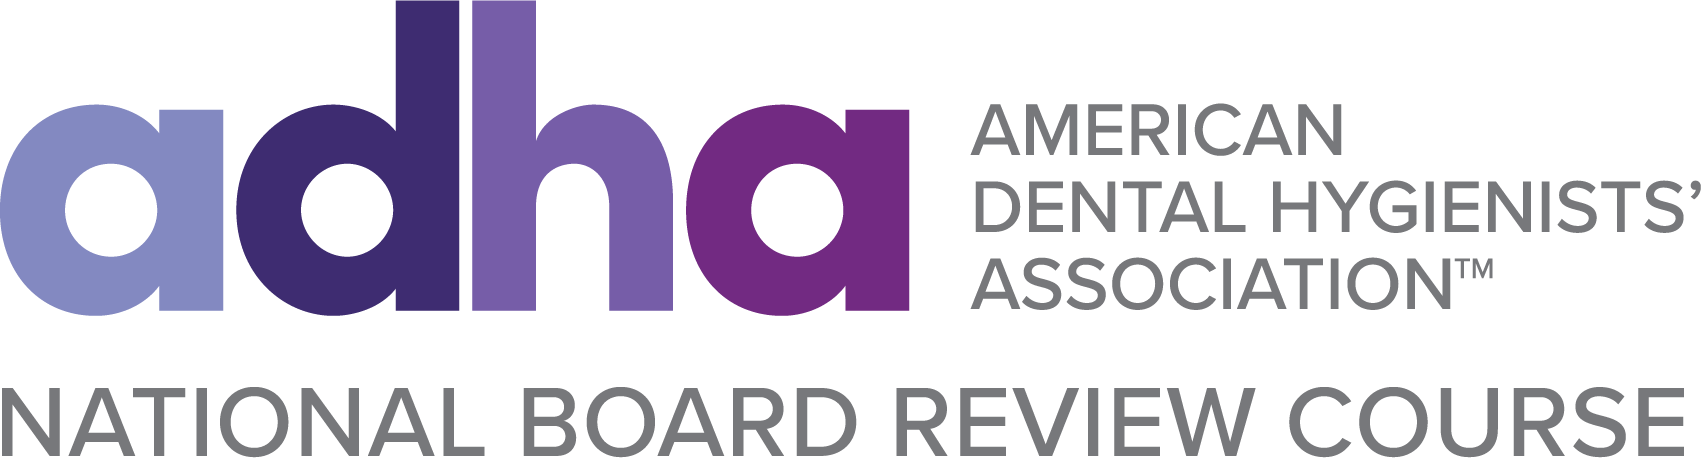 adha
AMERICAN
DENTAL HYGIENISTS’
ASSOCIATION™
NATIONAL BOARD REVIEW COURSE